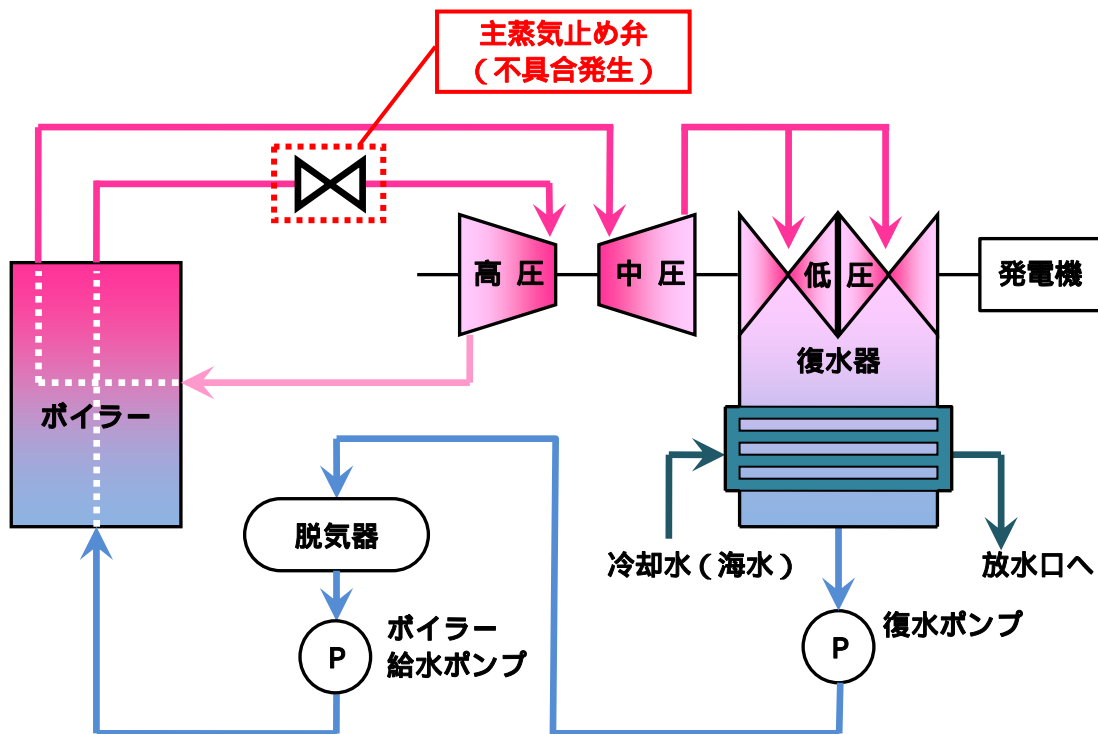 主蒸気止め弁
（不具合発生）
高 圧
中 圧
低 圧
発電機
復水器
ボイラー
脱気器
冷却水（海水）
放水口へ
ボイラー
給水ポンプ
P
復水ポンプ
P